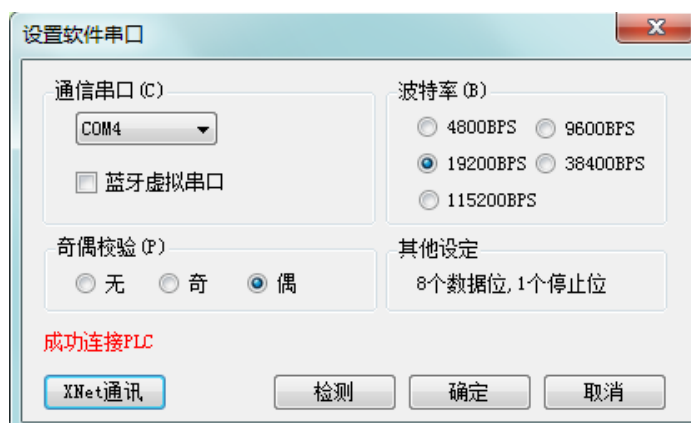 设置软件串口
通信串口(C)
COM4
蓝牙虚拟串口
波特率(B)
4800BPS 9600BPS
19200BPS 38400BPS
115200BPS
奇偶校验(P)
无 奇 偶
其他设定
8个数据位,1个停止位
成功连接PLC
XNet通讯 检测 确定 取消